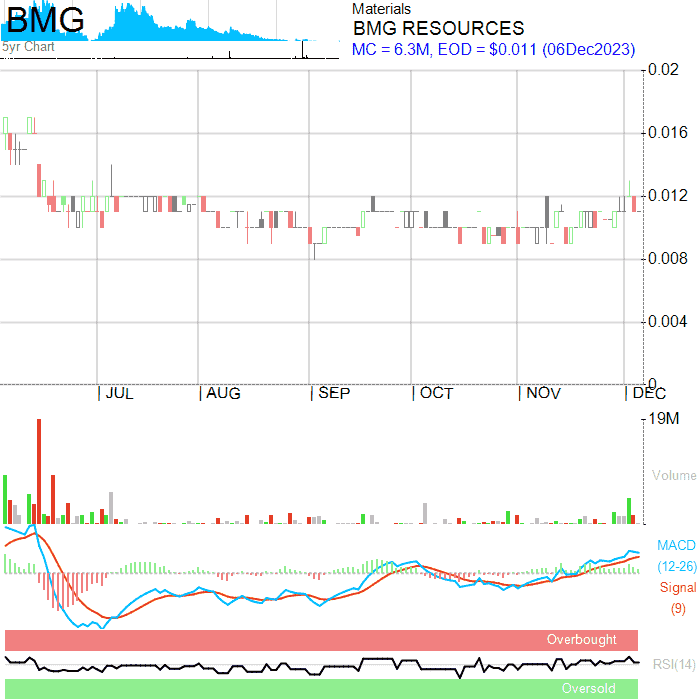 BMG
5yr Chart
Materials
BMG RESOURCES
MC = 6.3M, EOD = $0.011 (06Dec2023)
0.02
0.016
0.012
0.008
0.004
0
JUL AUG SEP OCT NOV DEC
19M
Volume
MACD
(12-26)
Signal
(9)
Overbought
RSI(14)
Oversold